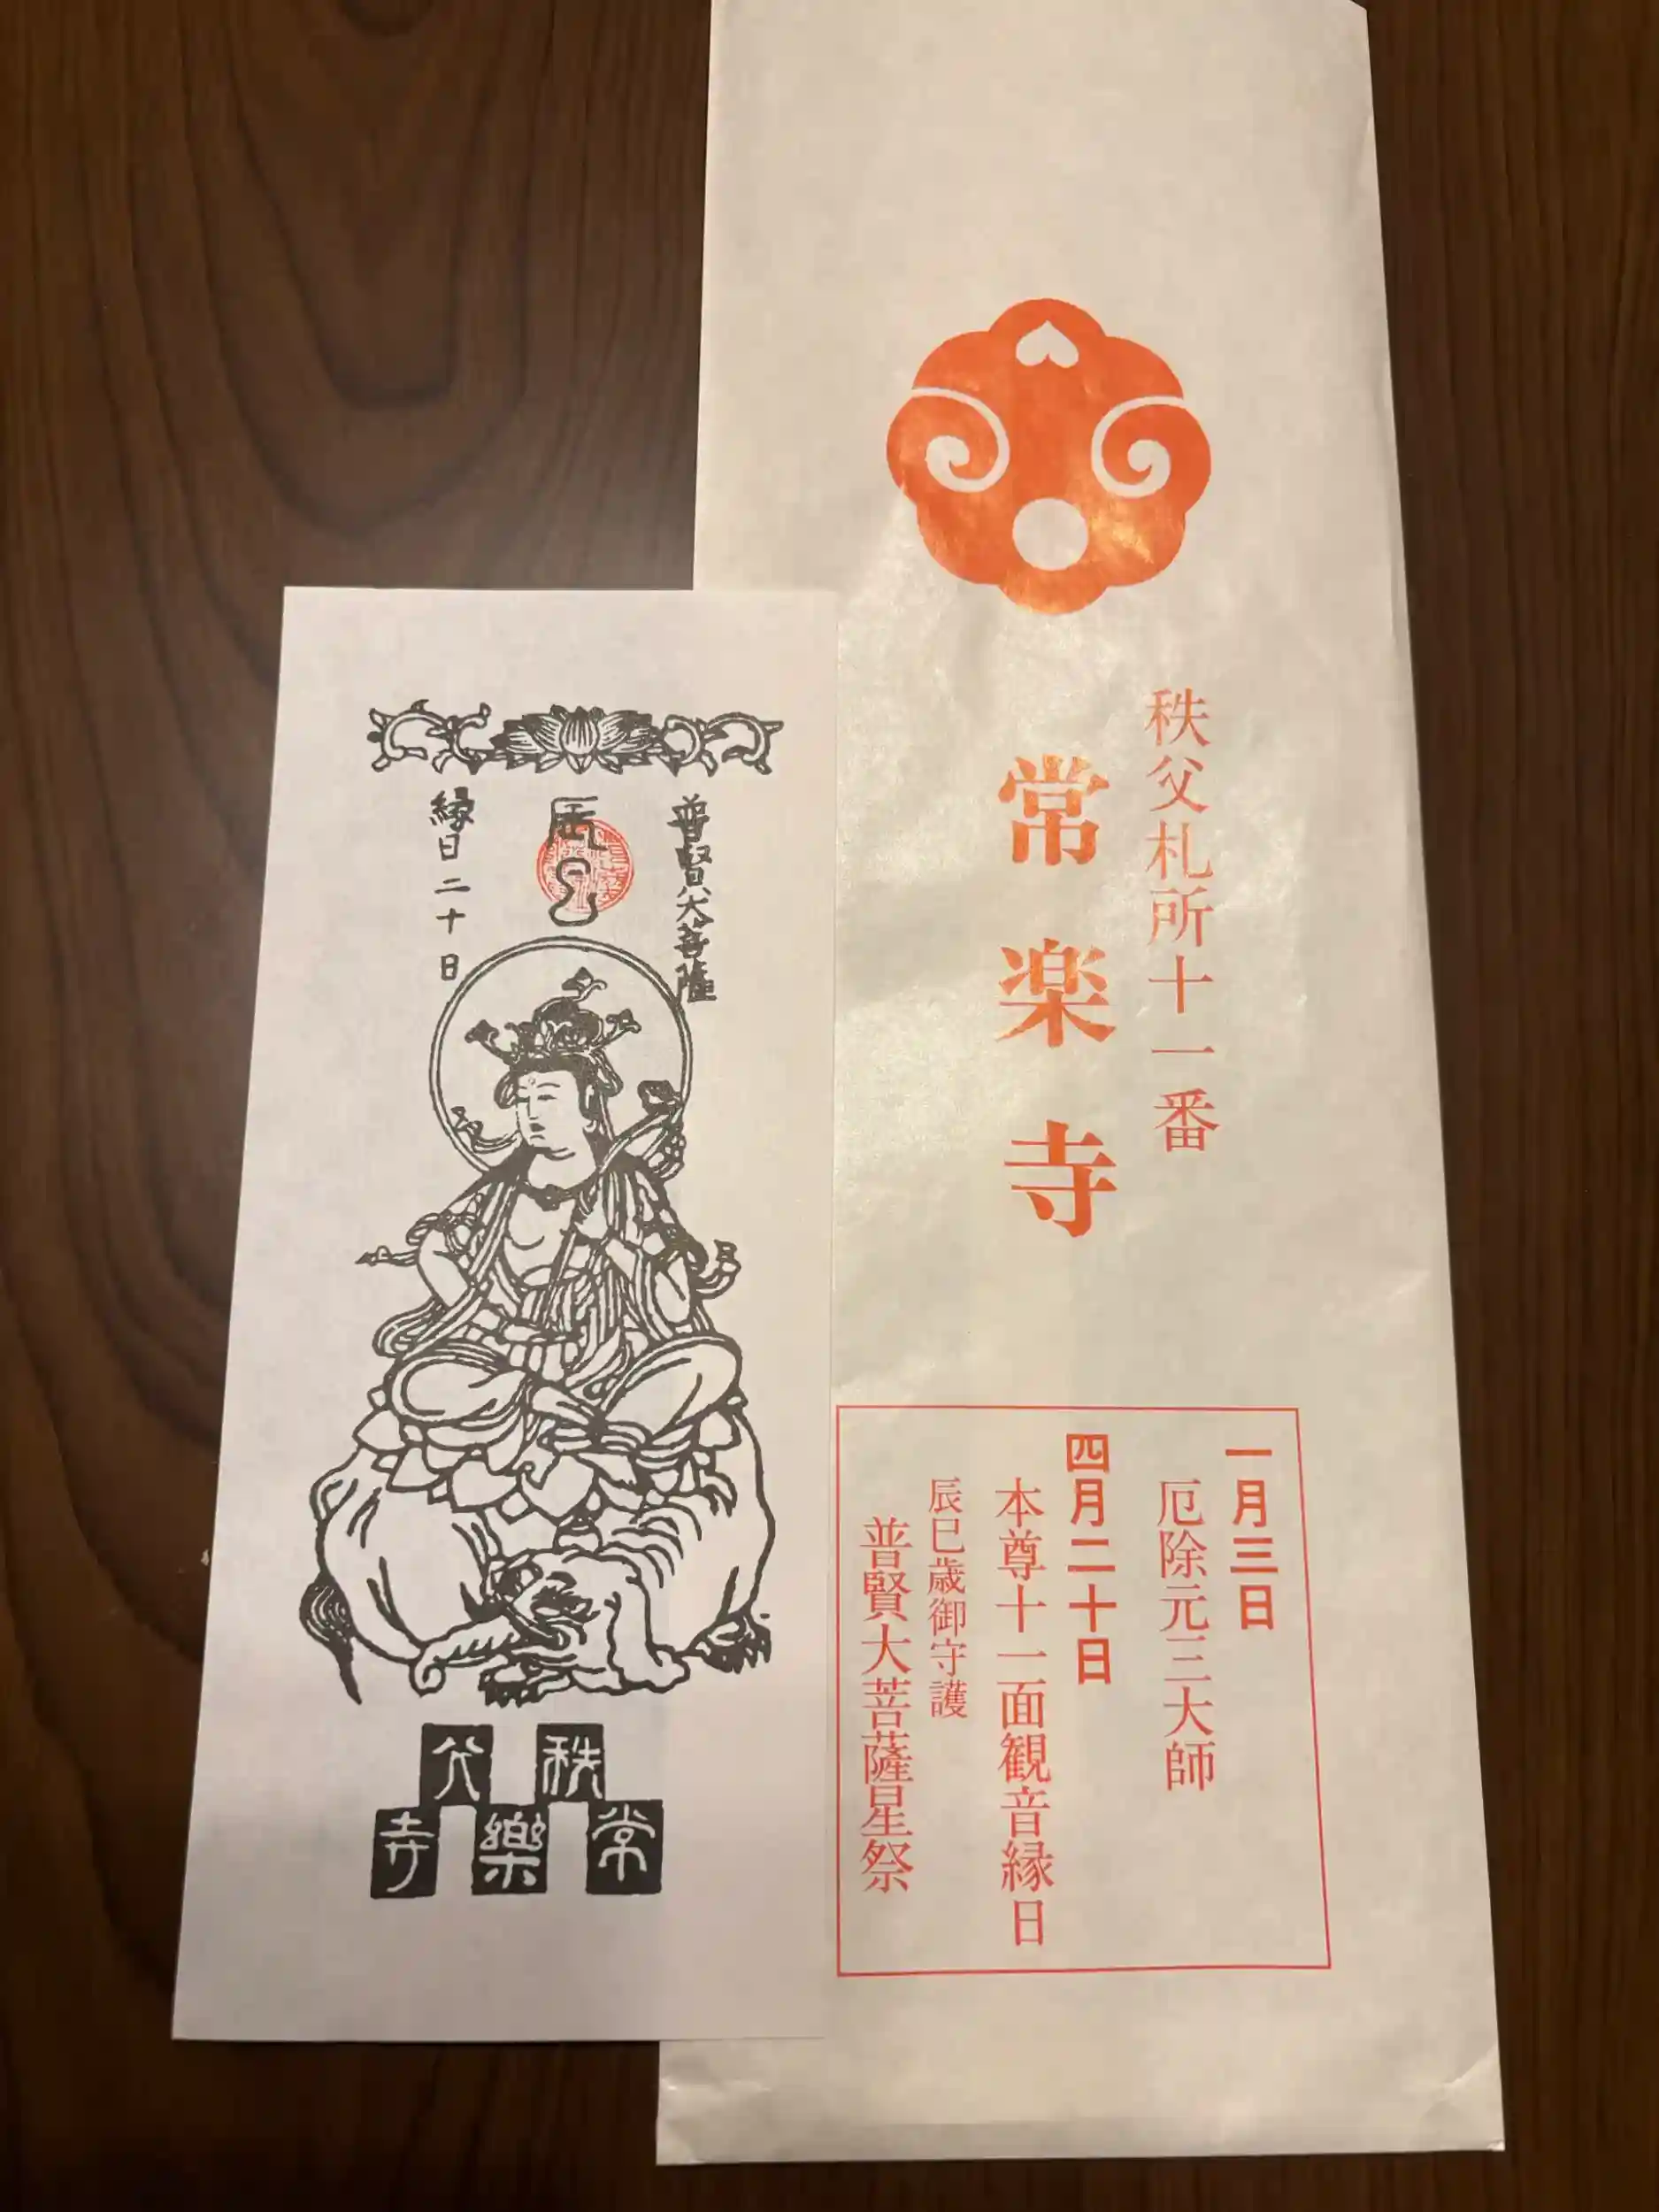 秩父札所十一番
常楽寺
一月三日
厄除元三大師
四月二十日
本尊十一面観音縁日
辰巳歳御守護
普賢大菩薩星祭
普賢大菩薩
辰巳
縁日二十日
秩父
常樂寺